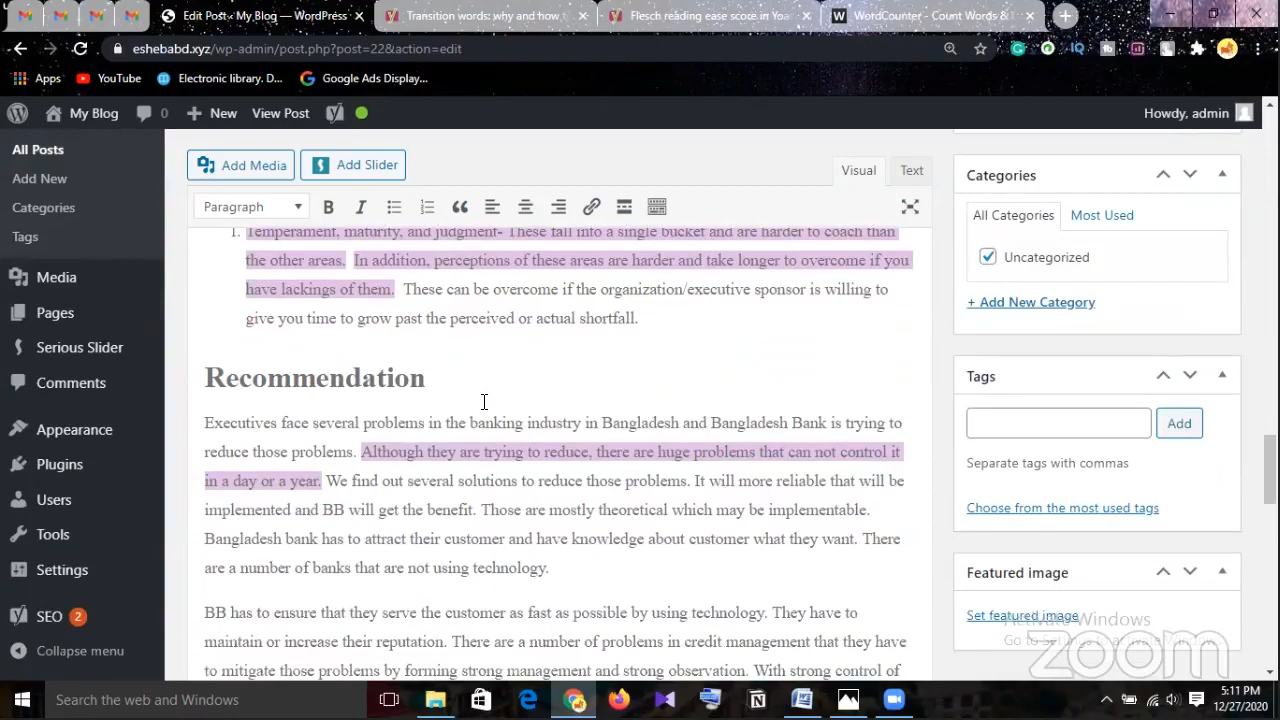 Edit Post ‹ My Blog — WordPress
Transition words: why and how t
Flesch reading ease score in Yoa
WordCounter - Count Words &
eshebabd.xyz/wp-admin/post.php?post=22&action=edit
Apps
YouTube
Electronic library. D...
Google Ads Display...
My Blog
0
New
View Post
Howdy, admin
All Posts
Add New
Categories
Tags
Media
Pages
Serious Slider
Comments
Appearance
Plugins
Users
Tools
Settings
SEO 2
Collapse menu
Add Media
Add Slider
Visual
Text
Paragraph
B I
1. Temperament, maturity, and judgment- These fall into a single bucket and are harder to coach than
the other areas. In addition, perceptions of these areas are harder and take longer to overcome if you
have lackings of them. These can be overcome if the organization/executive sponsor is willing to
give you time to grow past the perceived or actual shortfall.
Recommendation
Executives face several problems in the banking industry in Bangladesh and Bangladesh Bank is trying to
reduce those problems. Although they are trying to reduce, there are huge problems that can not control it
in a day or a year. We find out several solutions to reduce those problems. It will more reliable that will be
implemented and BB will get the benefit. Those are mostly theoretical which may be implementable.
Bangladesh bank has to attract their customer and have knowledge about customer what they want. There
are a number of banks that are not using technology.
BB has to ensure that they serve the customer as fast as possible by using technology. They have to
maintain or increase their reputation. There are a number of problems in credit management that they have
to mitigate those problems by forming strong management and strong observation. With strong control of
Categories
All Categories
Most Used
Uncategorized
+ Add New Category
Tags
Add
Separate tags with commas
Choose from the most used tags
Featured image
Set featured image
Activate Windows
zoom
Search the web and Windows
5:11 PM
12/27/2020